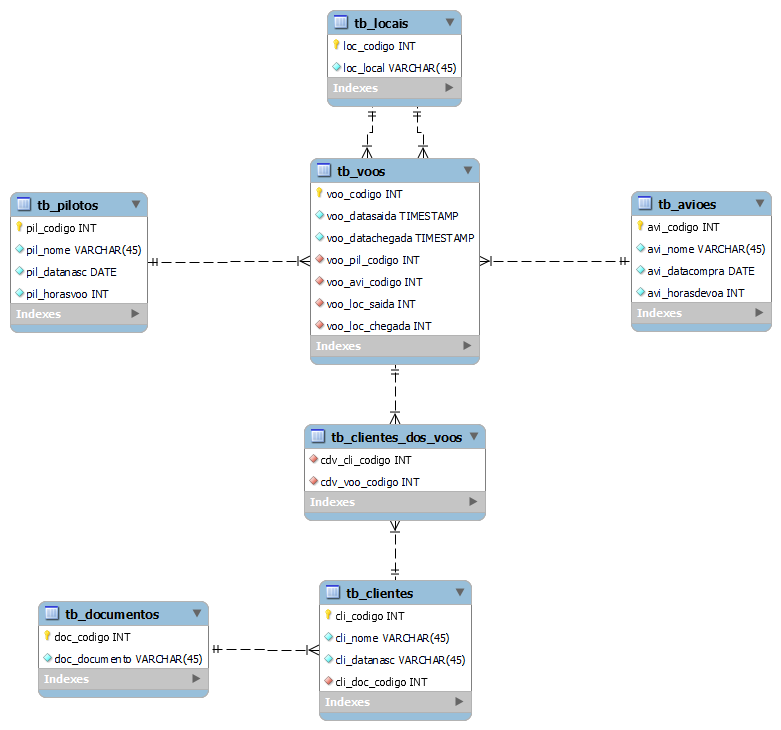 tb_locais
loc_codigo INT
loc_local VARCHAR(45)
Indexes
tb_voos
voo_codigo INT
voo_datasaida TIMESTAMP
voo_datachegada TIMESTAMP
voo_pil_codigo INT
voo_avi_codigo INT
voo_loc_saida INT
voo_loc_chegada INT
Indexes
tb_pilotos
pil_codigo INT
pil_nome VARCHAR(45)
pil_datanasc DATE
pil_horasvoo INT
Indexes
tb_avioes
avi_codigo INT
avi_nome VARCHAR(45)
avi_datacompra DATE
avi_horasdevoa INT
Indexes
tb_clientes_dos_voos
cdv_cli_codigo INT
cdv_voo_codigo INT
Indexes
tb_documentos
doc_codigo INT
doc_documento VARCHAR(45)
Indexes
tb_clientes
cli_codigo INT
cli_nome VARCHAR(45)
cli_datanasc VARCHAR(45)
cli_doc_codigo INT
Indexes